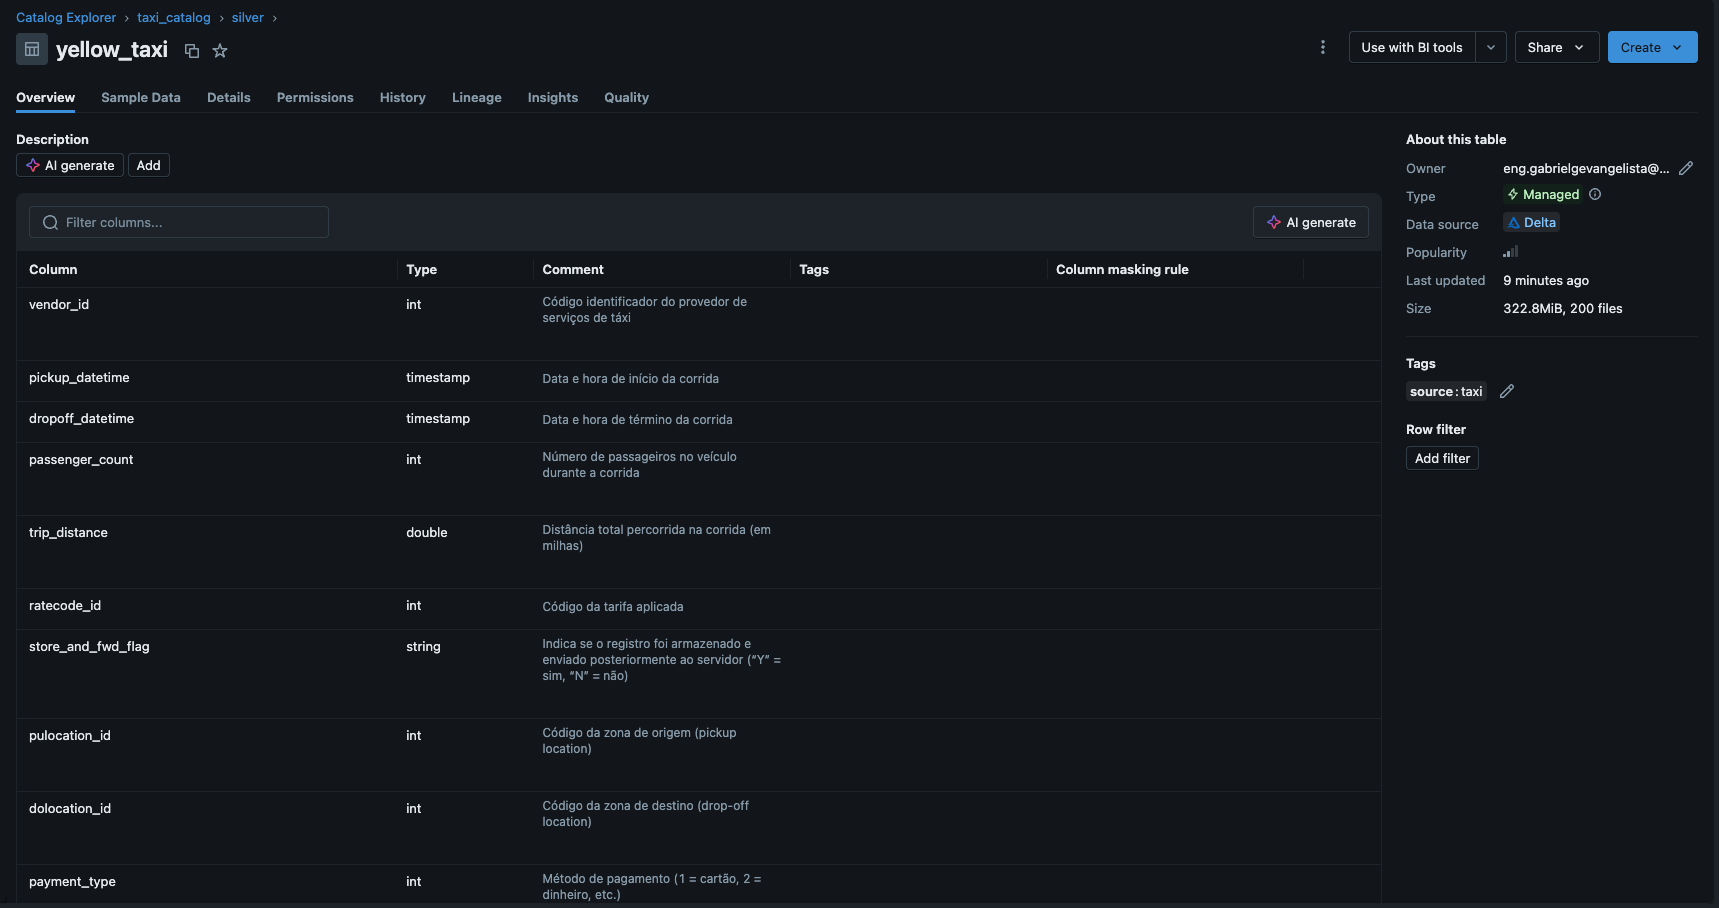 Catalog Explorer › taxi_catalog › silver ›
yellow_taxi
Use with BI tools
Share
Create
Overview Sample Data Details Permissions History Lineage Insights Quality
Description
AI generate Add
Filter columns...
AI generate
Column Type Comment Tags Column masking rule
vendor_id int Código identificador do provedor de
serviços de táxi
pickup_datetime timestamp Data e hora de início da corrida
dropoff_datetime timestamp Data e hora de término da corrida
passenger_count int Número de passageiros no veículo
durante a corrida
trip_distance double Distância total percorrida na corrida (em
milhas)
ratecode_id int Código da tarifa aplicada
store_and_fwd_flag string Indica se o registro foi armazenado e
enviado posteriormente ao servidor (“Y” =
sim, “N” = não)
pulocation_id int Código da zona de origem (pickup
location)
dolocation_id int Código da zona de destino (drop-off
location)
payment_type int Método de pagamento (1 = cartão, 2 =
dinheiro, etc.)
About this table
Owner eng.gabrielgevangelista@...
Type Managed
Data source Delta
Popularity
Last updated 9 minutes ago
Size 322.8MiB, 200 files
Tags
source : taxi
Row filter
Add filter